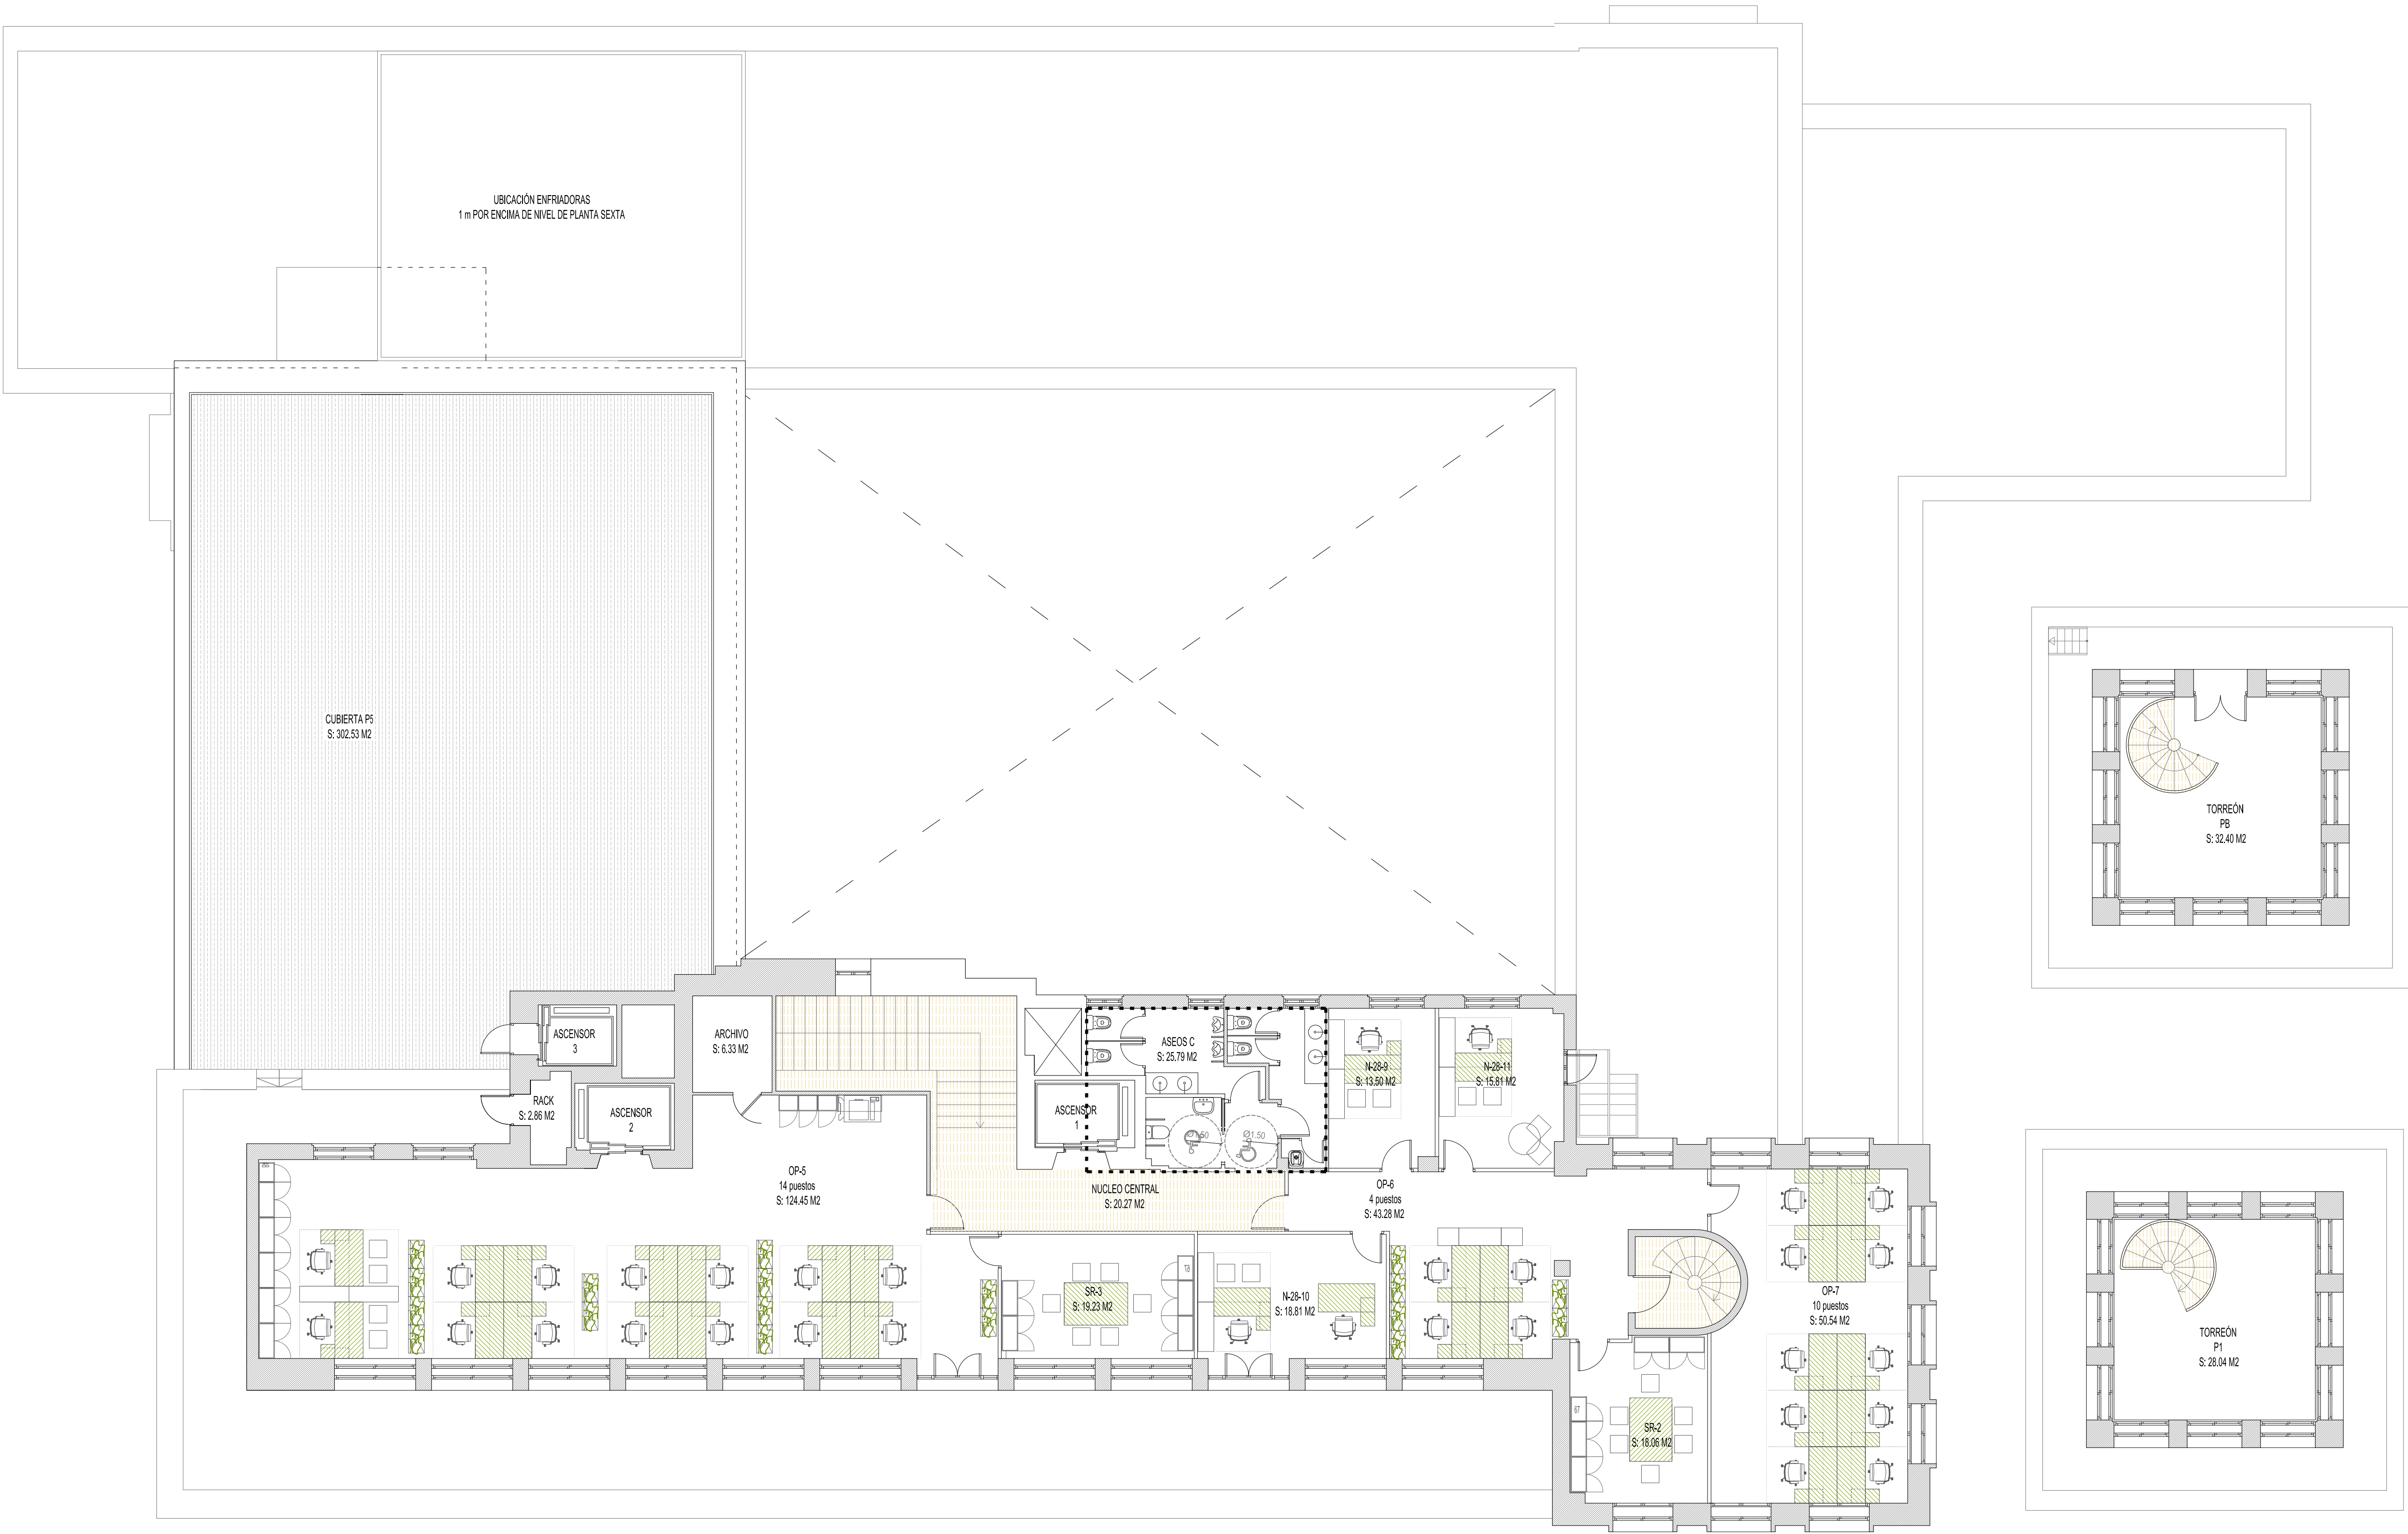 UBICACIÓN ENFRIADORAS
1 m POR ENCIMA DE NIVEL DE PLANTA SEXTA
CUBIERTA P5
S: 302.53 M2
TORREÓN
PB
S: 32.40 M2
ASCENSOR
3
ARCHIVO
S: 6.33 M2
ASEOS C
S: 25.79 M2
N-28-9
S: 13.50 M2
N-28-11
S: 15.81 M2
RACK
S: 2.86 M2
ASCENSOR
2
ASCENSOR
1
Ø1.50
OP-5
14 puestos
S: 124.45 M2
NUCLEO CENTRAL
S: 20.27 M2
OP-6
4 puestos
S: 43.28 M2
SR-3
S: 19.23 M2
N-28-10
S: 18.81 M2
OP-7
10 puestos
S: 50.54 M2
TORREÓN
P1
S: 28.04 M2
67
SR-2
S: 18.06 M2